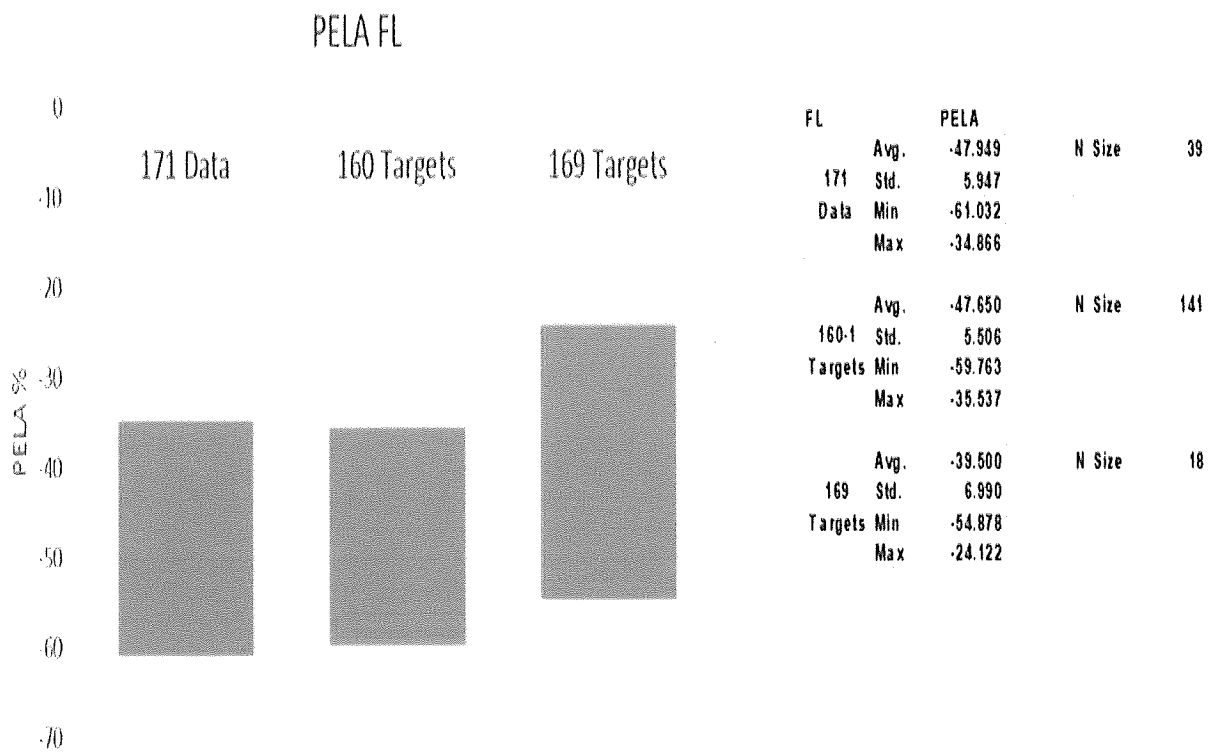 PELA FL
0
-10
-20
-30
-40
-50
-60
-70
PELA %
171 Data 160 Targets 169 Targets
FL PELA
Avg. -47.949 N Size 39
171 Std. 5.947
Data Min -61.032
Max -34.866
Avg. -47.650 N Size 141
160-1 Std. 5.506
Targets Min -59.763
Max -35.537
Avg. -39.500 N Size 18
169 Std. 6.990
Targets Min -54.878
Max -24.122